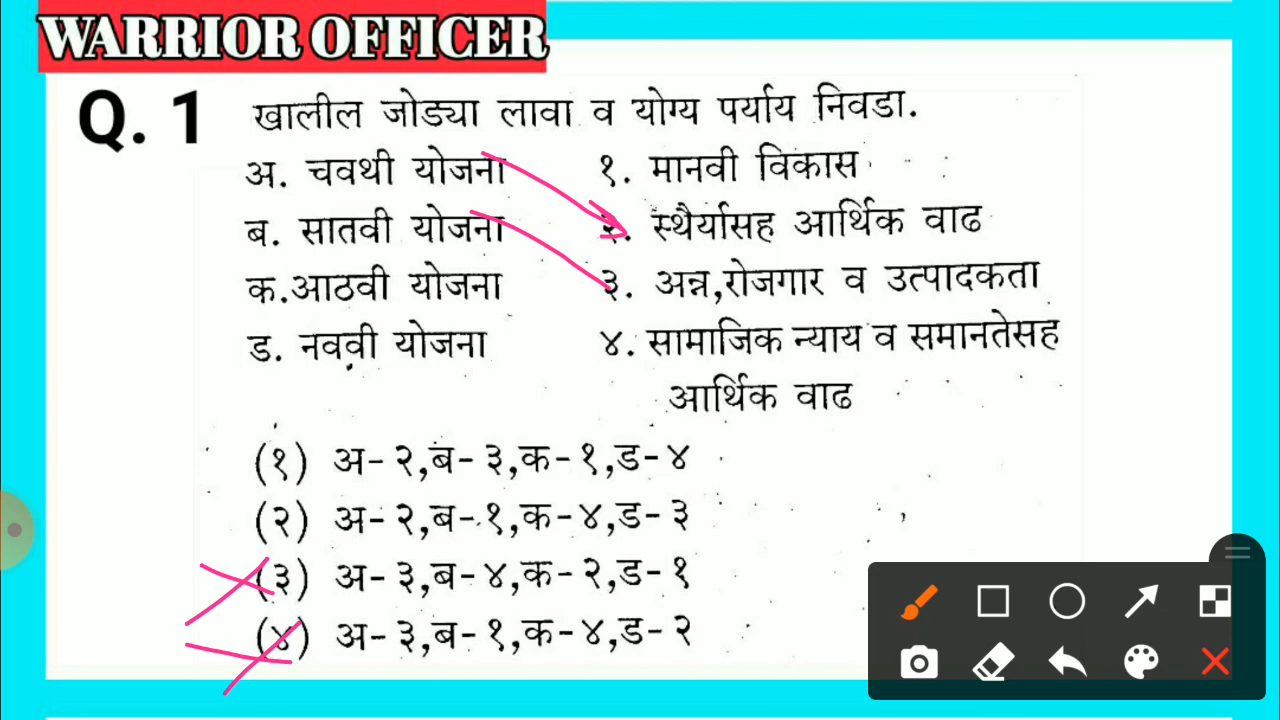 WARRIOR OFFICER
Q. 1 खालील जोड्या लावा व योग्य पर्याय निवडा.
अ. चवथी योजना १. मानवी विकास
ब. सातवी योजना २. स्थैर्यासह आर्थिक वाढ
क.आठवी योजना ३. अन्न,रोजगार व उत्पादकता
ड. नववी योजना ४. सामाजिक न्याय व समानतेसह
आर्थिक वाढ
(१) अ-२,ब-३,क-१,ड-४
(२) अ-२,ब-१,क-४,ड-३
(३) अ-३,ब-४,क-२,ड-१
(४) अ-३,ब-१,क-४,ड-२